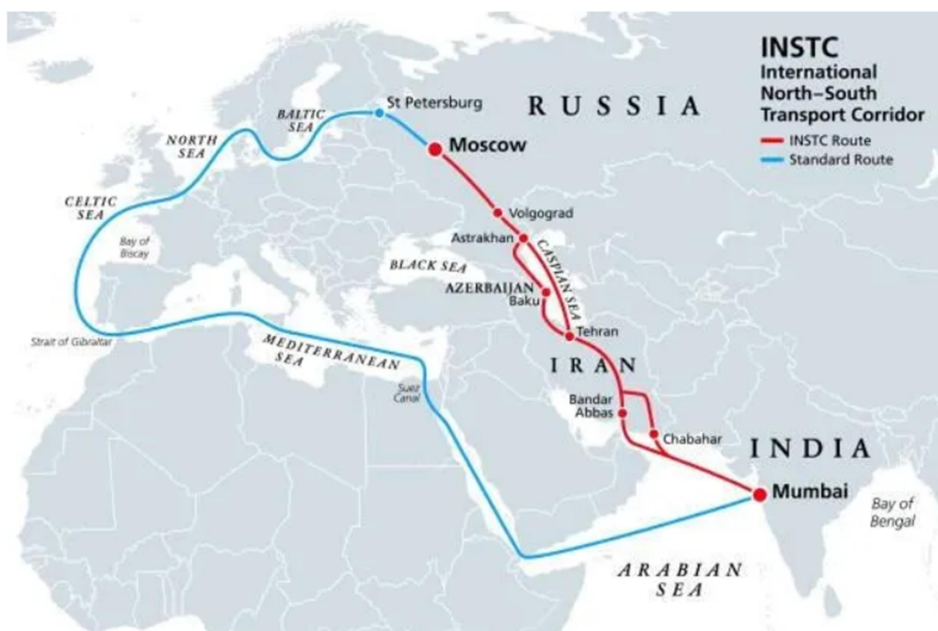 INSTC
International
North–South
Transport Corridor
INSTC Route
Standard Route
St Petersburg
RUSSIA
BALTIC
SEA
Moscow
NORTH
SEA
CELTIC
SEA
Volgograd
Astrakhan
CASPIAN SEA
Bay of
Biscay
BLACK SEA
AZERBAIJAN
Baku
Tehran
Strait of Gibraltar
MEDITERRANEAN
SEA
IRAN
Suez
Canal
Bandar
Abbas
Chabahar
INDIA
Mumbai
Bay of
Bengal
ARABIAN
SEA